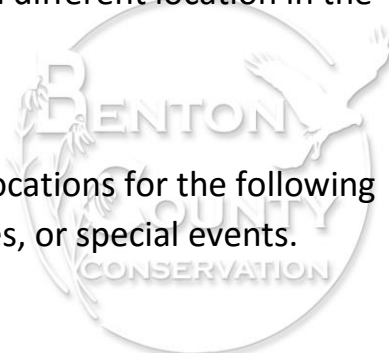 different location in the
BENTON
ocations for the following
COUNTY
es, or special events.
CONSERVATION